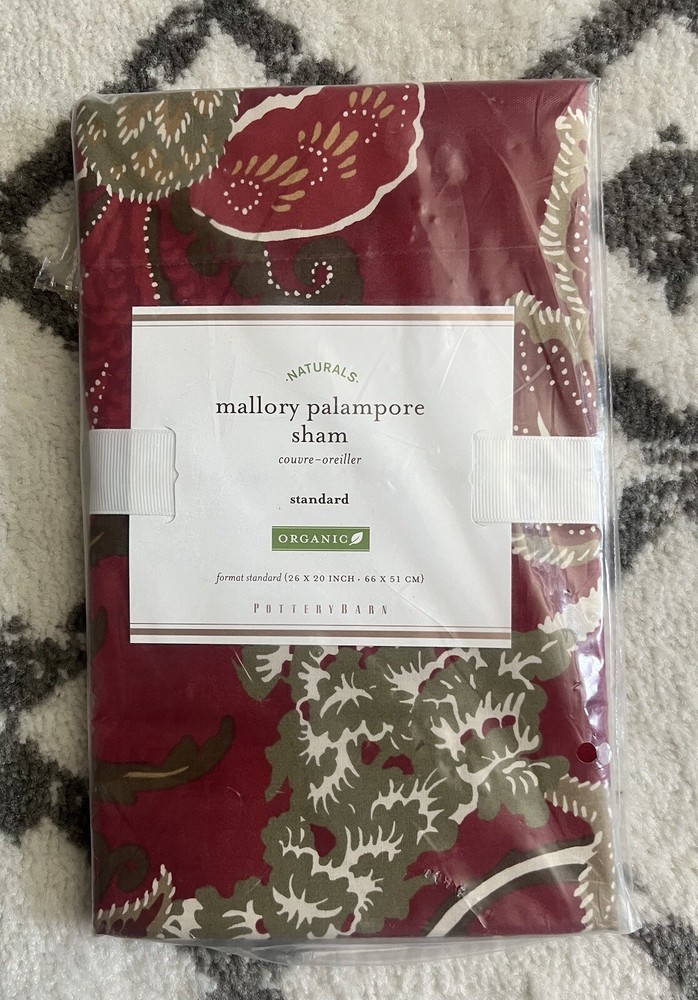 ·NATURALS·
mallory palampore
sham
couvre-oreiller
standard
ORGANIC
format standard (26 X 20 INCH · 66 X 51 CM)
POTTERYBARN